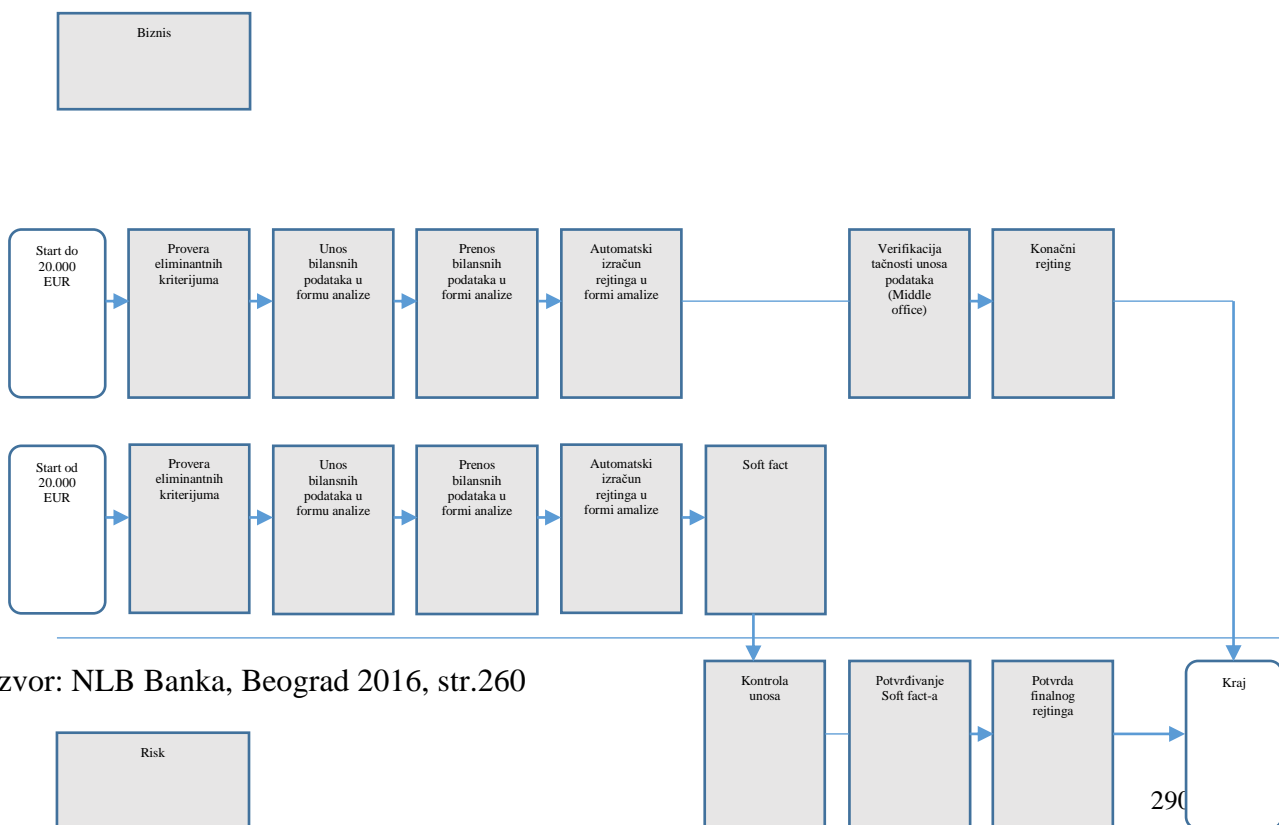 Biznis
Start do
20.000
EUR
Provera
eliminantnih
kriterijuma
Unos
bilansnih
podataka u
formu analize
Prenos
bilansnih
podataka u
formi analize
Automatski
izračun
rejtinga u
formi amalize
Verifikacija
tačnosti unosa
podataka
(Middle
office)
Konačni
rejting
Start od
20.000
EUR
Provera
eliminantnih
kriterijuma
Unos
bilansnih
podataka u
formu analize
Prenos
bilansnih
podataka u
formi analize
Automatski
izračun
rejtinga u
formi amalize
Soft fact
zvor: NLB Banka, Beograd 2016, str.260
Kontrola
unosa
Potvrđivanje
Soft fact-a
Potvrda
finalnog
rejtinga
Kraj
Risk
290